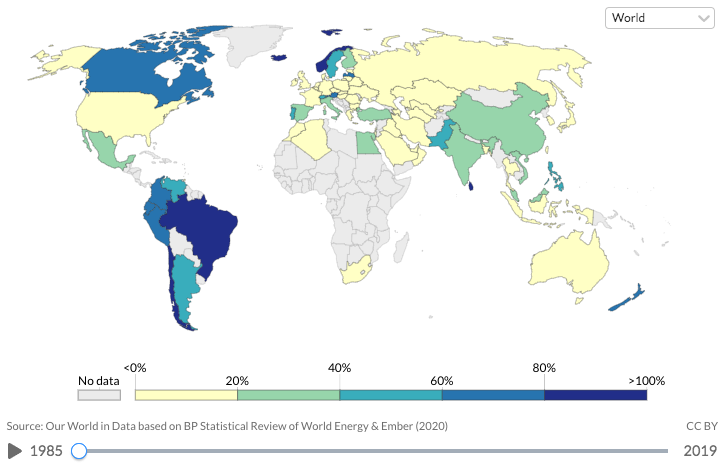 World
No data
<0%
20%
40%
60%
80%
>100%
Source: Our World in Data based on BP Statistical Review of World Energy & Ember (2020)
CC BY
1985
2019